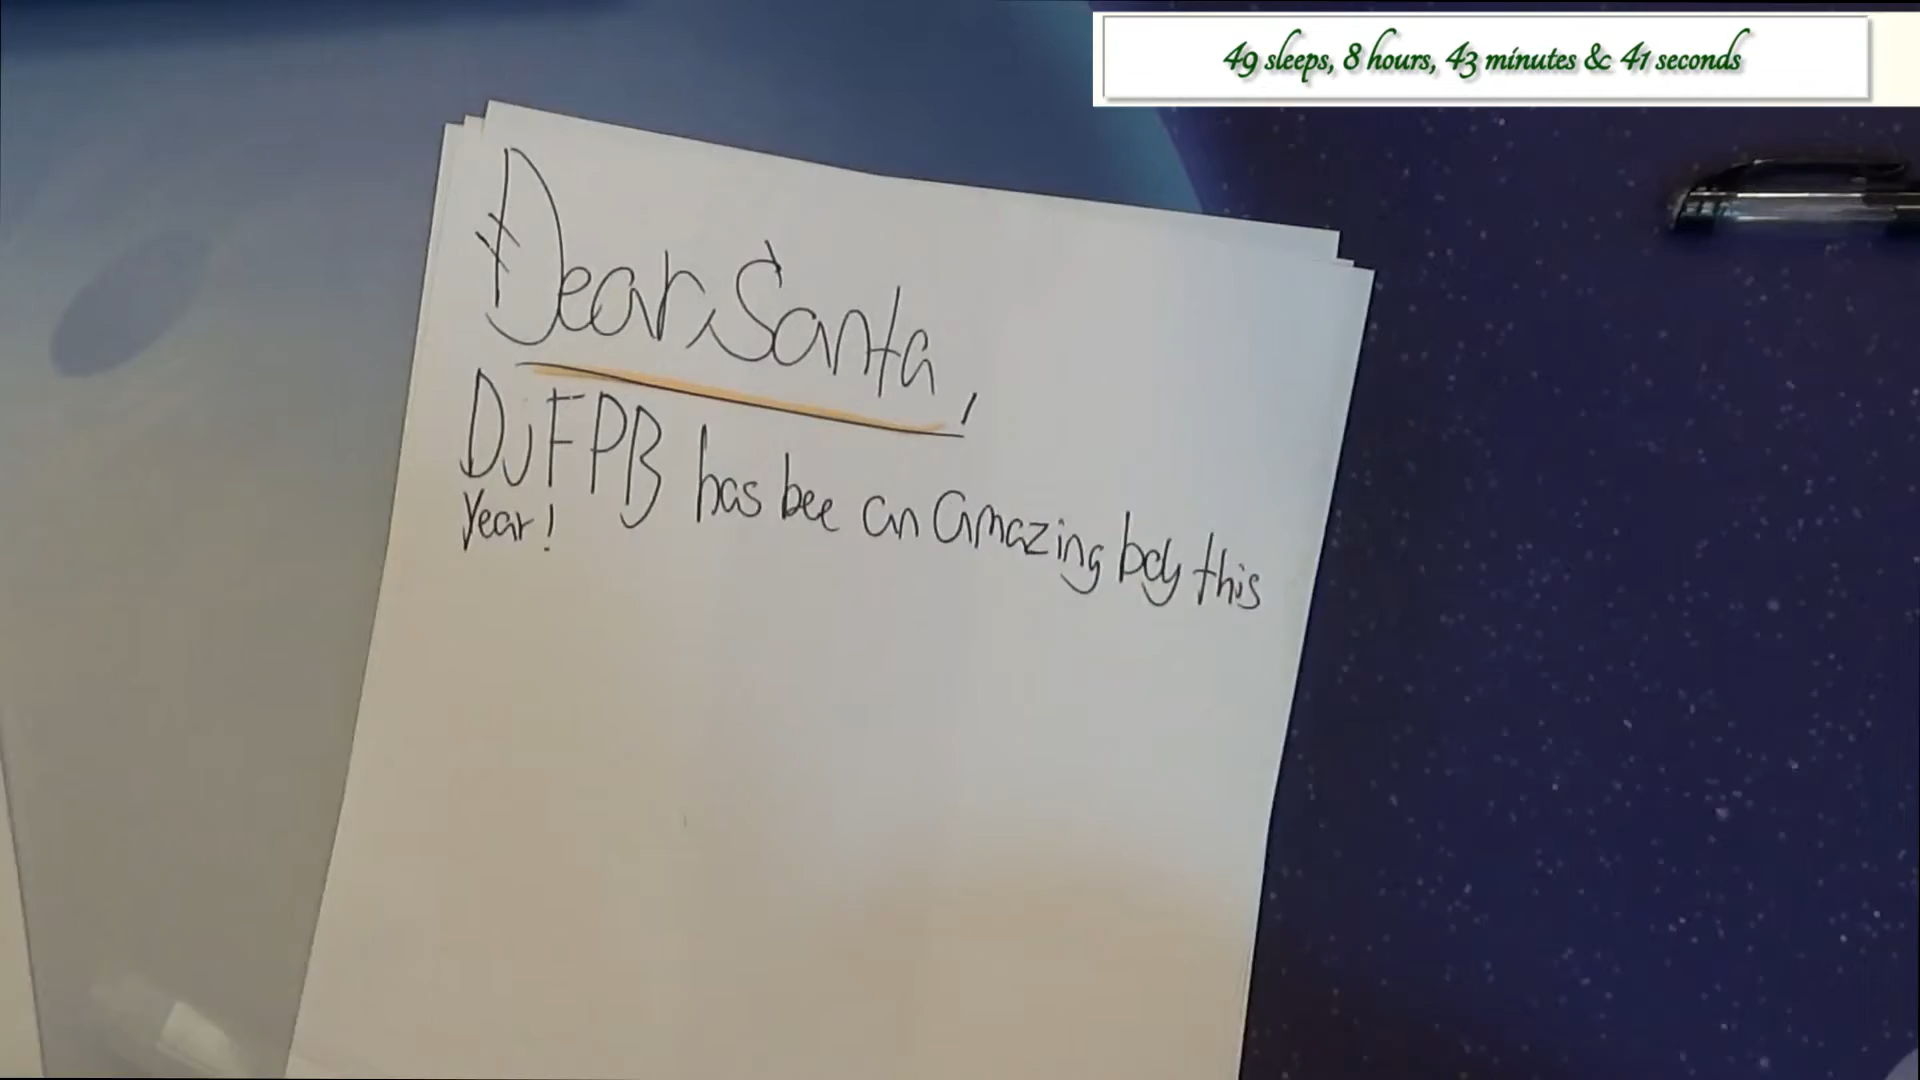 49 sleeps, 8 hours, 43 minutes & 41 seconds
Dear Santa,
DJFPB has bee an amazing boy this
year!